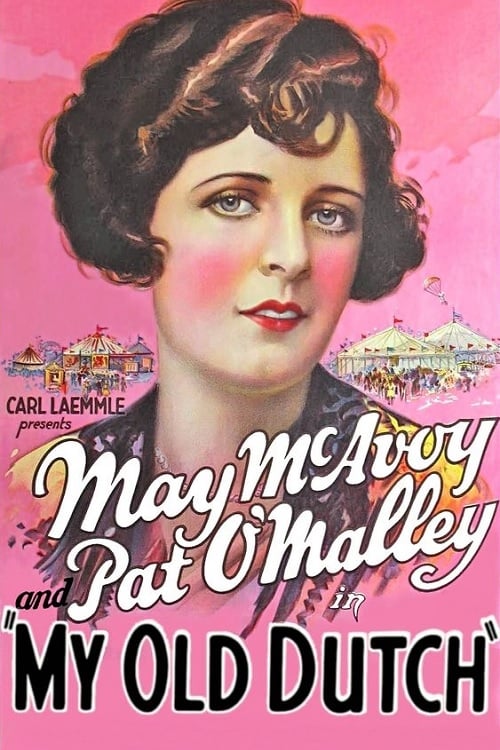 CARL LAEMMLE
presents
May McAvoy
and Pat O'Malley
in
"MY OLD DUTCH"